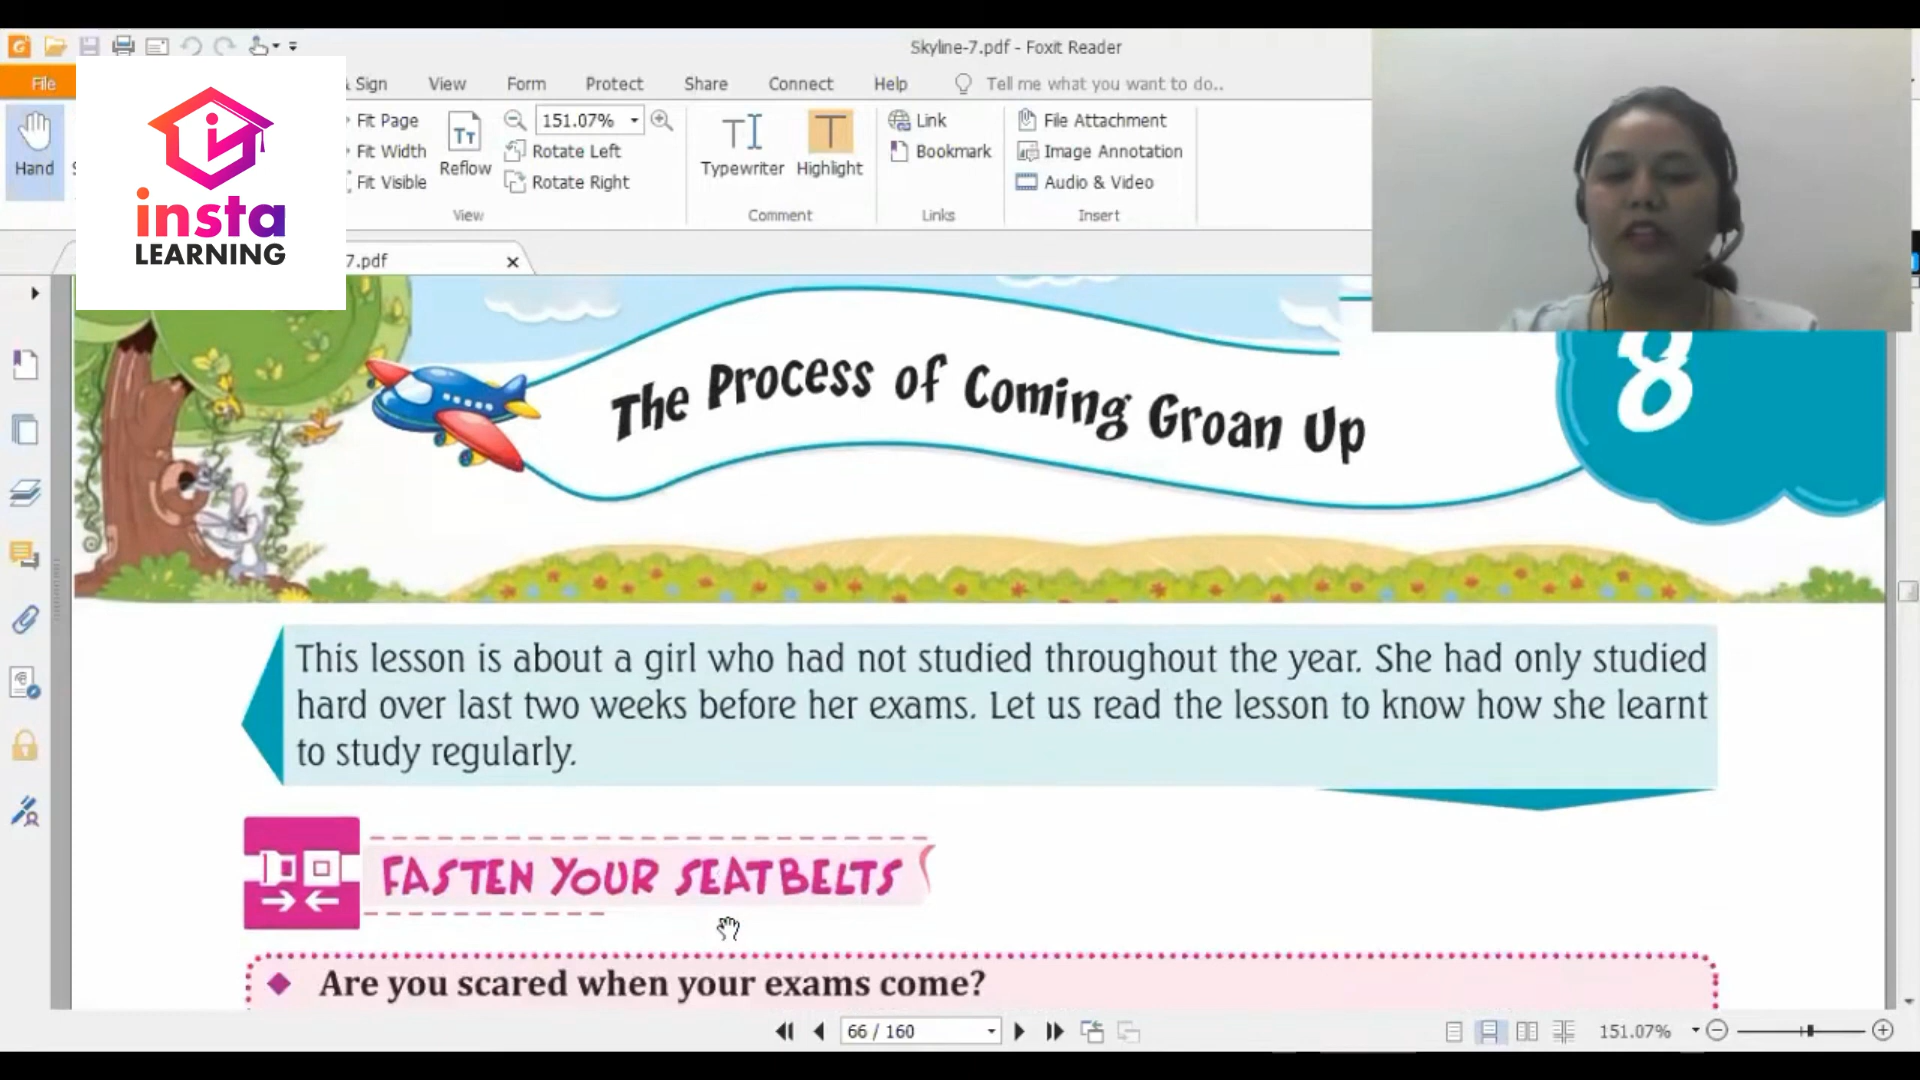 Skyline-7.pdf - Foxit Reader
File
Sign
View
Form
Protect
Share
Connect
Help
Tell me what you want to do..
Hand
Fit Page
Fit Width
Fit Visible
Reflow
151.07%
Rotate Left
Rotate Right
View
Typewriter
Highlight
Comment
Link
Bookmark
Links
File Attachment
Image Annotation
Audio & Video
Insert
insta
LEARNING
7.pdf
The Process of Coming Groan Up
8
This lesson is about a girl who had not studied throughout the year. She had only studied
hard over last two weeks before her exams. Let us read the lesson to know how she learnt
to study regularly.
FASTEN YOUR SEATBELTS
Are you scared when your exams come?
66 / 160
151.07%